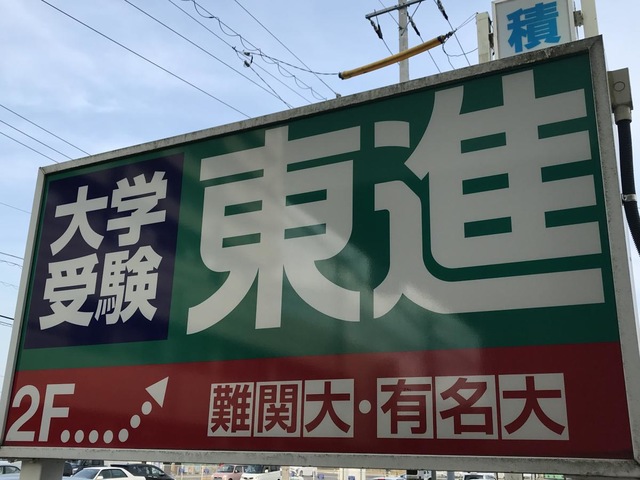 積
大学
受験
東進
2F......
難関大・有名大